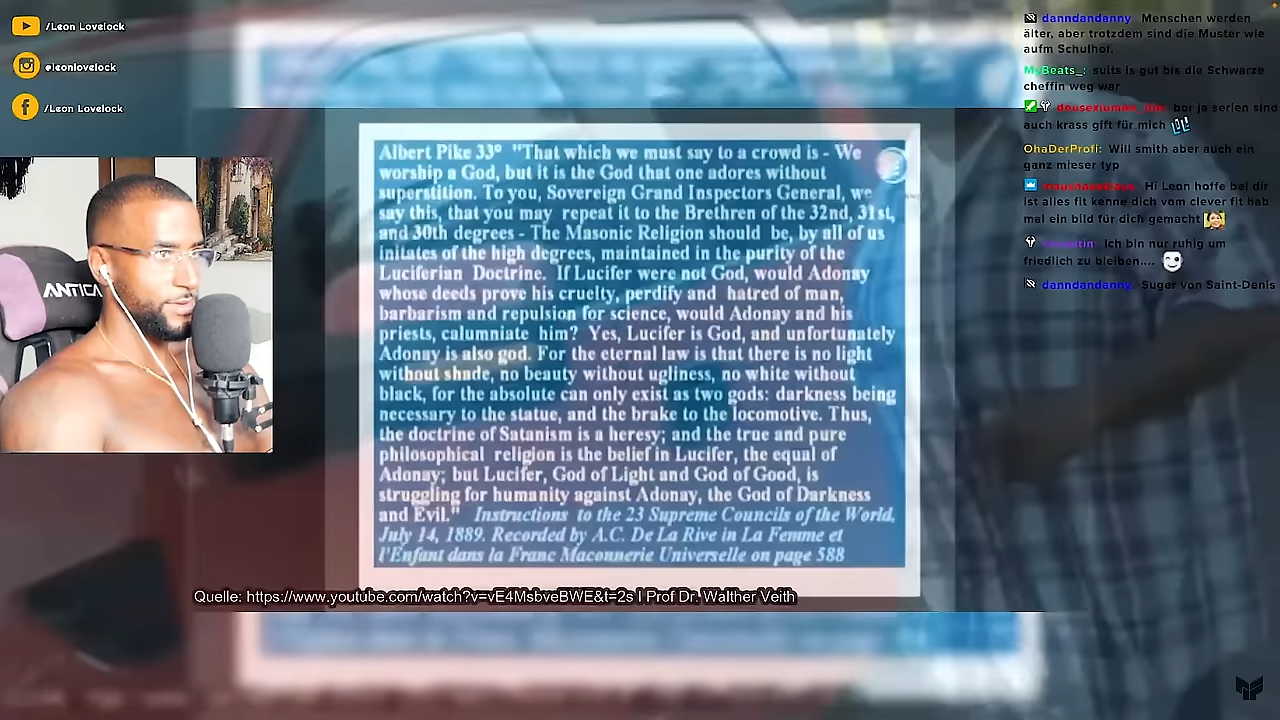 /Leon Lovelock
@leonlovelock
/Leon Lovelock
ANTICA
Albert Pike 33º "That which we must say to a crowd is - We
worship a God, but it is the God that one adores without
superstition. To you, Sovereign Grand Inspectors General, we
say this, that you may repeat it to the Brethren of the 32nd, 31st,
and 30th degrees - The Masonic Religion should be, by all of us
initates of the high degrees, maintained in the purity of the
Luciferian Doctrine. If Lucifer were not God, would Adonay
whose deeds prove his cruelty, perdify and hatred of man,
barbarism and repulsion for science, would Adonay and his
priests, calumniate him? Yes, Lucifer is God, and unfortunately
Adonay is also god. For the eternal law is that there is no light
without shade, no beauty without ugliness, no white without
black, for the absolute can only exist as two gods: darkness being
necessary to the statue, and the brake to the locomotive. Thus,
the doctrine of Satanism is a heresy; and the true and pure
philosophical religion is the belief in Lucifer, the equal of
Adonay; but Lucifer, God of Light and God of Good, is
struggling for humanity against Adonay, the God of Darkness
and Evil." Instructions to the 23 Supreme Councils of the World,
July 14, 1889. Recorded by A.C. De La Rive in La Femme et
l'Enfant dans la Franc Maconnerie Universelle on page 588
Quelle: https://www.youtube.com/watch?v=vE4MsbveBWE&t=2s I Prof Dr. Walther Veith
danndandanny Menschen werden
älter, aber trotzdem sind die Muster wie
aufm Schulhof.
MyBeats_: suits is gut bis die Schwarze
cheffin weg war
bor ja serien sind
auch krass gift für mich
OhaDerProfi: Will smith aber auch ein
ganz mieser typ
Hi Leon hoffe bei dir
ist alles fit kenne dich vom clever fit hab
mal ein bild für dich gemacht
Ich bin nur ruhig um
friedlich zu bleiben....
danndandanny Suger von Saint-Denis